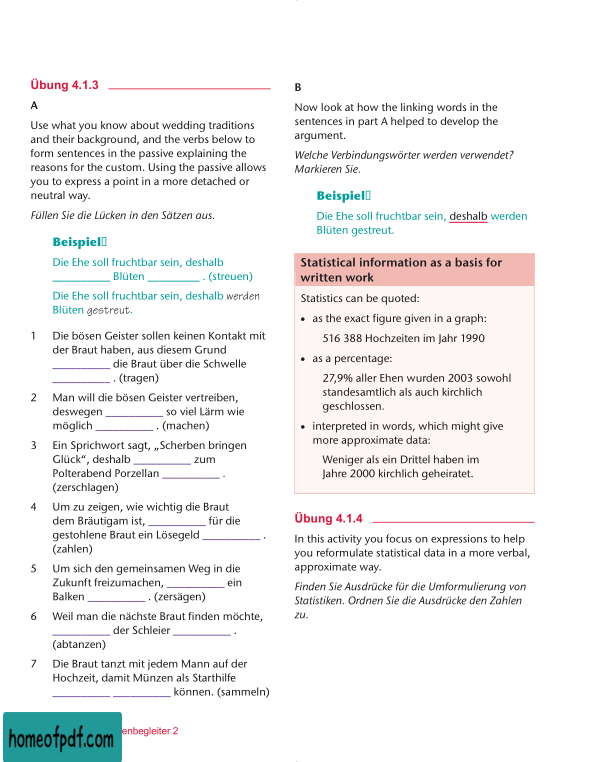 Übung 4.1.3
A
Use what you know about wedding traditions
and their background, and the verbs below to
form sentences in the passive explaining the
reasons for the custom. Using the passive allows
you to express a point in a more detached or
neutral way.
Füllen Sie die Lücken in den Sätzen aus.
Beispiel
Die Ehe soll fruchtbar sein, deshalb
__________ Blüten _________ . (streuen)
Die Ehe soll fruchtbar sein, deshalb werden
Blüten gestreut.
1 Die bösen Geister sollen keinen Kontakt mit
der Braut haben, aus diesem Grund
__________ die Braut über die Schwelle
__________ . (tragen)
2 Man will die bösen Geister vertreiben,
deswegen __________ so viel Lärm wie
möglich __________ . (machen)
3 Ein Sprichwort sagt, „Scherben bringen
Glück“, deshalb __________ zum
Polterabend Porzellan __________ .
(zerschlagen)
4 Um zu zeigen, wie wichtig die Braut
dem Bräutigam ist, __________ für die
gestohlene Braut ein Lösegeld __________ .
(zahlen)
5 Um sich den gemeinsamen Weg in die
Zukunft freizumachen, __________ ein
Balken __________ . (zersägen)
6 Weil man die nächste Braut finden möchte,
__________ der Schleier __________ .
(abtanzen)
7 Die Braut tanzt mit jedem Mann auf der
Hochzeit, damit Münzen als Starthilfe
__________ __________ können. (sammeln)
B
Now look at how the linking words in the
sentences in part A helped to develop the
argument.
Welche Verbindungswörter werden verwendet?
Markieren Sie.
Beispiel
Die Ehe soll fruchtbar sein, deshalb werden
Blüten gestreut.
Statistical information as a basis for
written work
Statistics can be quoted:
• as the exact figure given in a graph:
516 388 Hochzeiten im Jahr 1990
• as a percentage:
27,9% aller Ehen wurden 2003 sowohl
standesamtlich als auch kirchlich
geschlossen.
• interpreted in words, which might give
more approximate data:
Weniger als ein Drittel haben im
Jahre 2000 kirchlich geheiratet.
Übung 4.1.4
In this activity you focus on expressions to help
you reformulate statistical data in a more verbal,
approximate way.
Finden Sie Ausdrücke für die Umformulierung von
Statistiken. Ordnen Sie die Ausdrücke den Zahlen
zu.
homeofpdf.com
enbegleiter 2